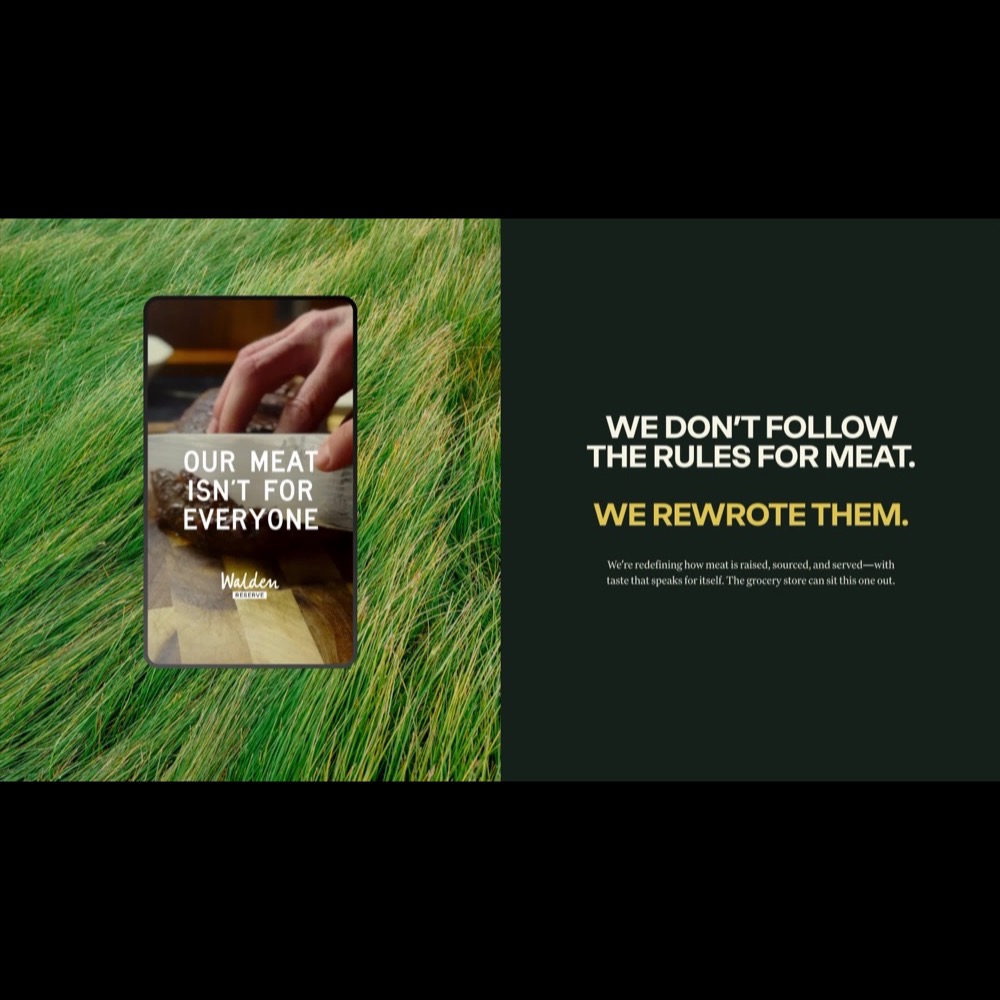 OUR MEAT
ISN'T FOR
EVERYONE
Walden
RESERVE
WE DON'T FOLLOW
THE RULES FOR MEAT.
WE REWROTE THEM.
We're redefining how meat is raised, sourced, and served—with
taste that speaks for itself. The grocery store can sit this one out.